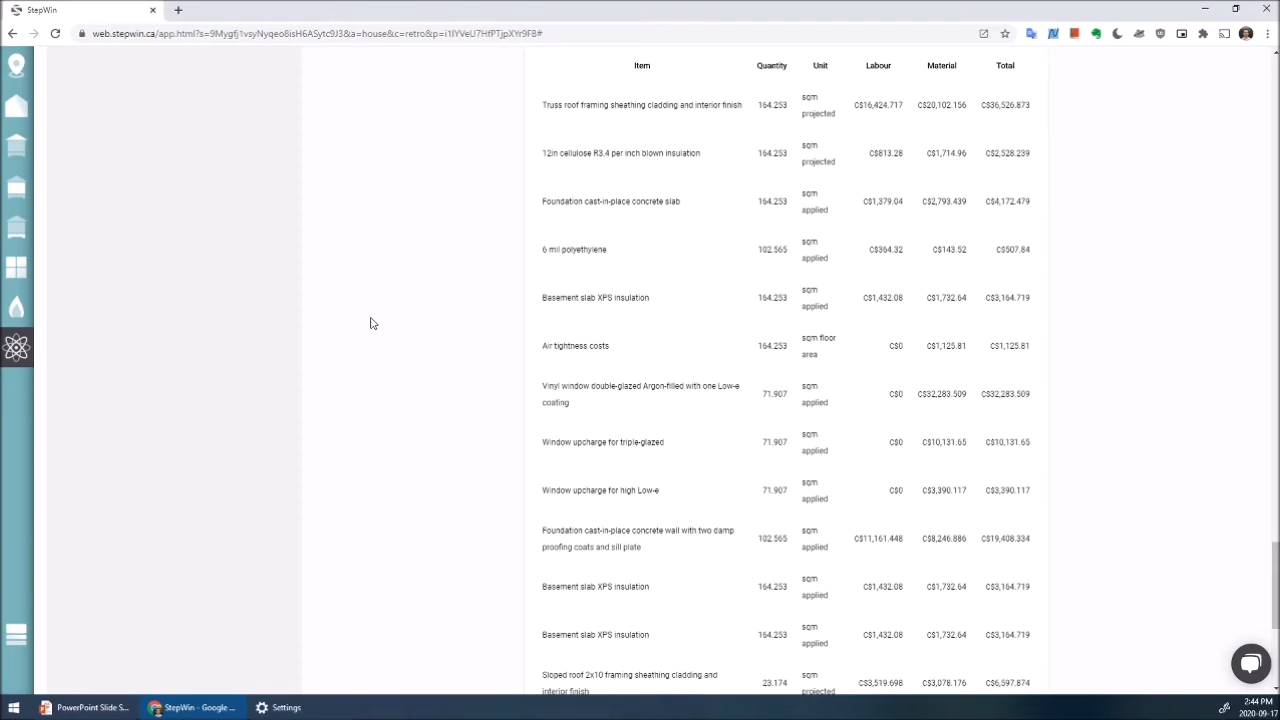 StepWin
web.stepwin.ca/app.html?s=9Mygfj1vsyNyqeo8isH6ASytc9J3&a=house&c=retro&p=i1IYVeU7HfPTjpXYr9FB#
Item Quantity Unit Labour Material Total
Truss roof framing sheathing cladding and interior finish 164.253 sqm projected C$16,424.717 C$20,102.156 C$36,526.873
12in cellulose R3.4 per inch blown insulation 164.253 sqm projected C$813.28 C$1,714.96 C$2,528.239
Foundation cast-in-place concrete slab 164.253 sqm applied C$1,379.04 C$2,793.439 C$4,172.479
6 mil polyethylene 102.565 sqm applied C$364.32 C$143.52 C$507.84
Basement slab XPS insulation 164.253 sqm applied C$1,432.08 C$1,732.64 C$3,164.719
Air tightness costs 164.253 sqm floor area C$0 C$1,125.81 C$1,125.81
Vinyl window double-glazed Argon-filled with one Low-e coating 71.907 sqm applied C$0 C$32,283.509 C$32,283.509
Window upcharge for triple-glazed 71.907 sqm applied C$0 C$10,131.65 C$10,131.65
Window upcharge for high Low-e 71.907 sqm applied C$0 C$3,390.117 C$3,390.117
Foundation cast-in-place concrete wall with two damp proofing coats and sill plate 102.565 sqm applied C$11,161.448 C$8,246.886 C$19,408.334
Basement slab XPS insulation 164.253 sqm applied C$1,432.08 C$1,732.64 C$3,164.719
Basement slab XPS insulation 164.253 sqm applied C$1,432.08 C$1,732.64 C$3,164.719
Sloped roof 2x10 framing sheathing cladding and interior finish 23.174 sqm projected C$3,519.698 C$3,078.176 C$6,597.874
PowerPoint Slide S...
StepWin - Google ...
Settings
2:44 PM
2020-09-17